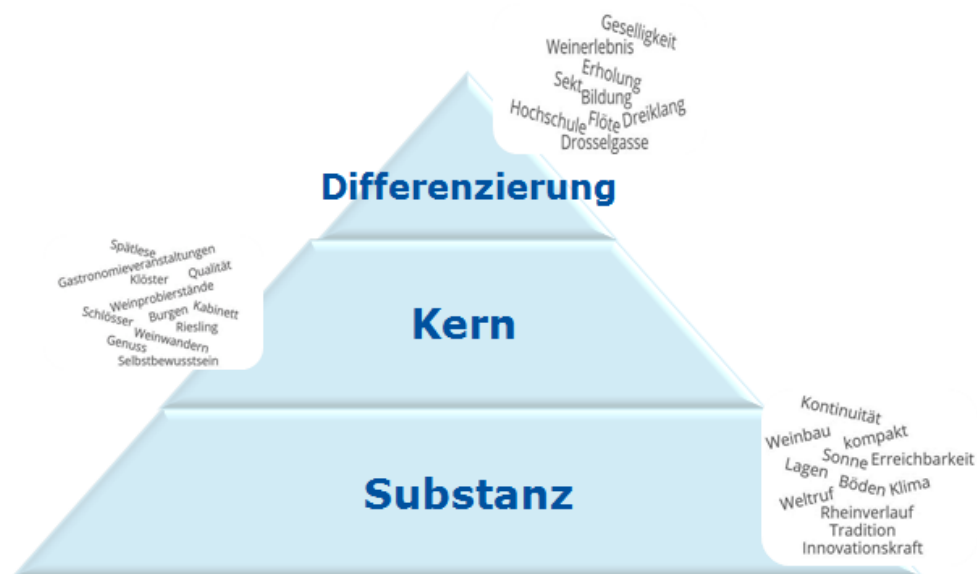 Geselligkeit
Weinerlebnis
Erholung
Sekt
Bildung
Hochschule Flöte Dreiklang
Drosselgasse
Differenzierung
Spätlese
Gastronomieveranstaltungen
Klöster Qualität
Weinprobierstände
Schlösser Burgen Kabinett
Riesling
Weinwandern
Genuss
Selbstbewusstsein
Kern
Kontinuität
Weinbau kompakt
Sonne Erreichbarkeit
Lagen
Böden Klima
Weltruf
Rheinverlauf
Tradition
Innovationskraft
Substanz